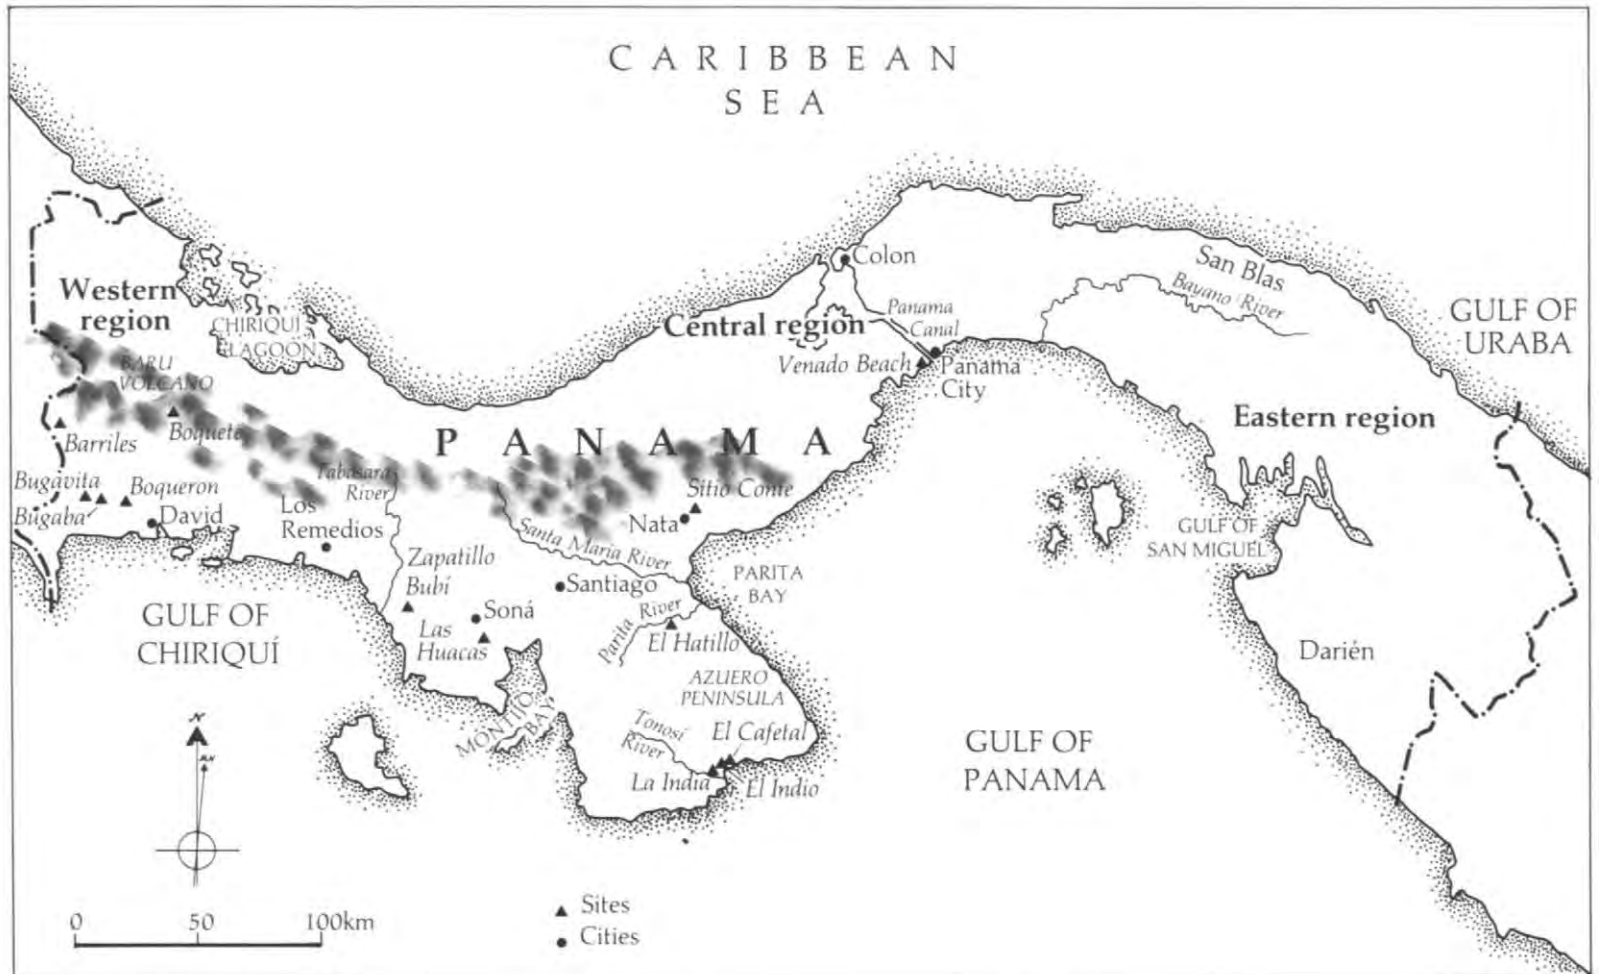 CARIBBEAN
SEA
Colon
San Blas
Bayano River
GULF OF
URABA
Western
region
CHIRIQUI
LAGOON
Central region
Panama
Canal
Venado Beach
Panama
City
BARU
VOLCANO
Boquete
Barriles
PANAMA
Eastern region
Bugavita
Bugaba
Boqueron
David
Los
Remedios
Tabasara
River
Sitio Conte
Nata
Santa Maria River
GULF OF
SAN MIGUEL
Zapatillo
Bubí
Santiago
PARITA
BAY
GULF OF
CHIRIQUÍ
Soná
Las
Huacas
Parita River
El Hatillo
Darién
AZUERO
PENINSULA
MONTIJO
BAY
Tonosí
River
El Cafetal
La India
El Indio
GULF OF
PANAMA
N
0 50 100km
Sites
Cities